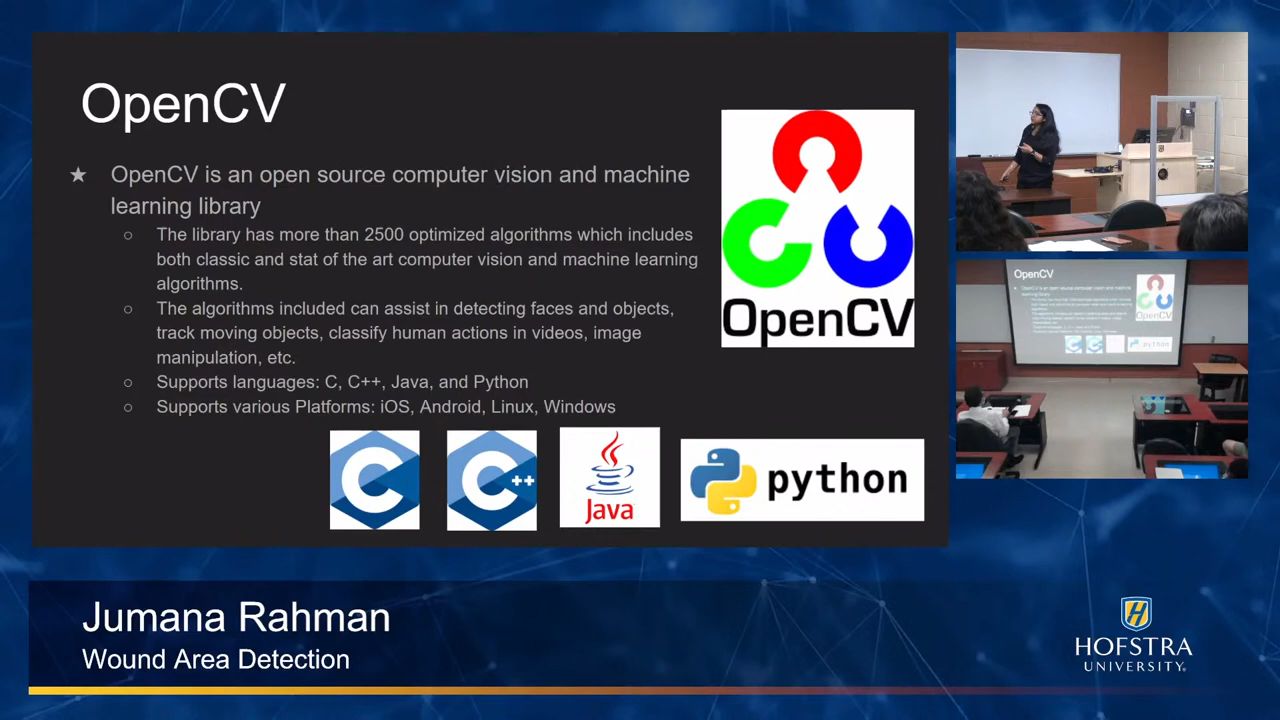 OpenCV
★ OpenCV is an open source computer vision and machine
learning library
○ The library has more than 2500 optimized algorithms which includes
both classic and stat of the art computer vision and machine learning
algorithms.
○ The algorithms included can assist in detecting faces and objects,
track moving objects, classify human actions in videos, image
manipulation, etc.
○ Supports languages: C, C++, Java, and Python
○ Supports various Platforms: iOS, Android, Linux, Windows
OpenCV
C
C++
Java
python
OpenCV
python
Jumana Rahman
Wound Area Detection
H
HOFSTRA
UNIVERSITY